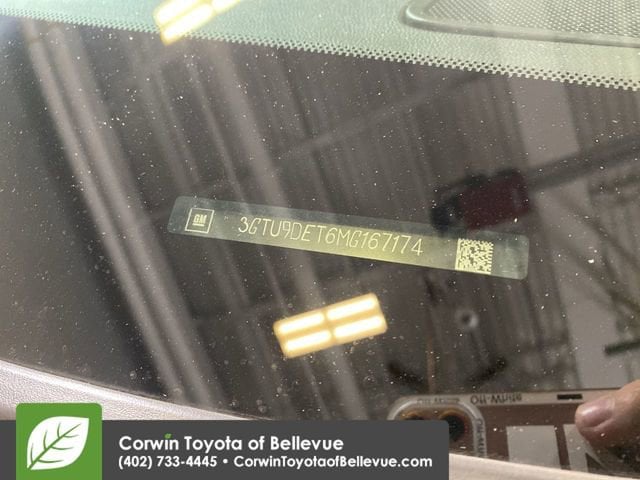 GM 3GTU9DET6MG167174
Corwin Toyota of Bellevue
(402) 733-4445 • CorwinToyotaofBellevue.com